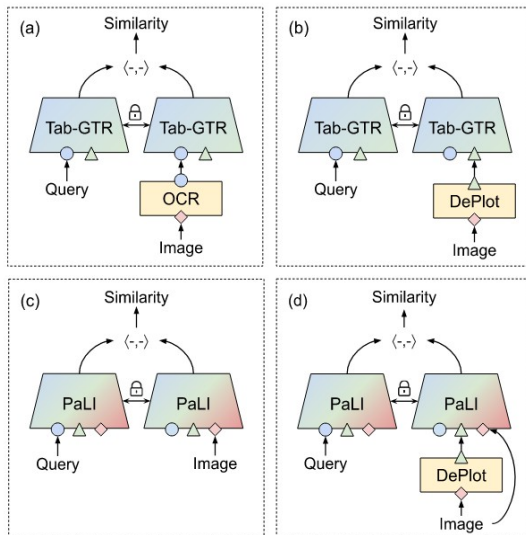 (a)
Similarity
⟨-,-⟩
Tab-GTR
Tab-GTR
Query
OCR
Image
(b)
Similarity
⟨-,-⟩
Tab-GTR
Tab-GTR
Query
DePlot
Image
(c)
Similarity
⟨-,-⟩
PaLI
PaLI
Query
Image
(d)
Similarity
⟨-,-⟩
PaLI
PaLI
Query
DePlot
Image